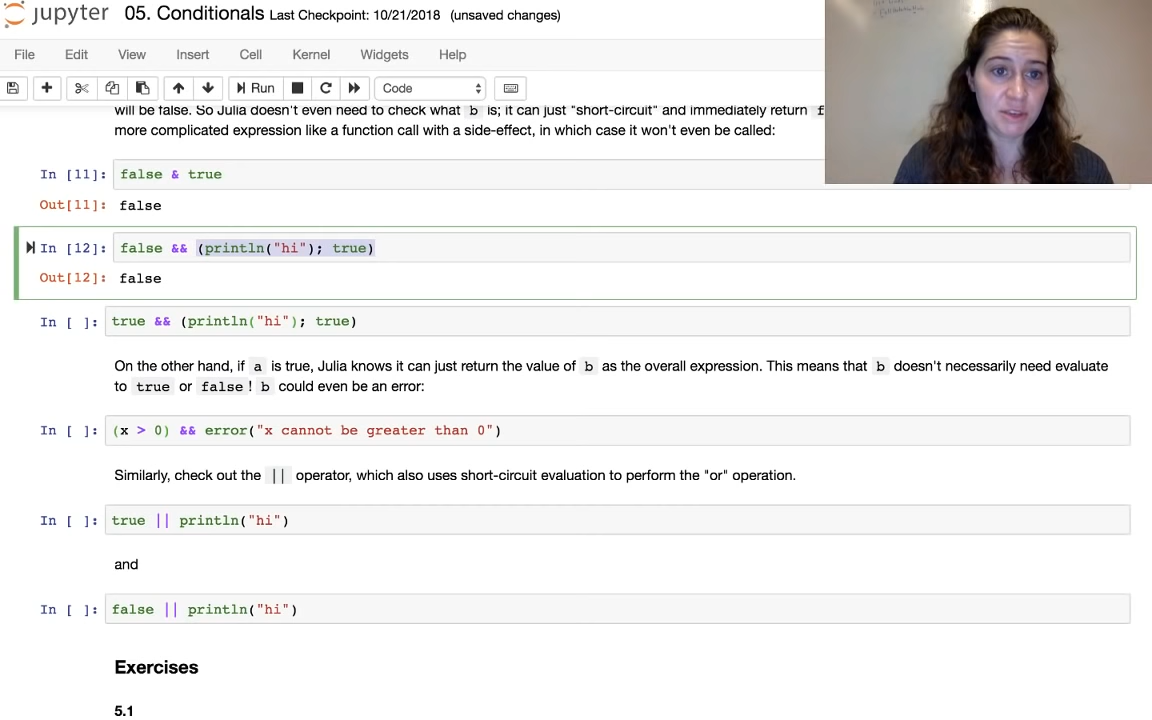 jupyter 05. Conditionals Last Checkpoint: 10/21/2018 (unsaved changes)
File Edit View Insert Cell Kernel Widgets Help
Run Code
will be false. So Julia doesn't even need to check what b is; it can just "short-circuit" and immediately return f
more complicated expression like a function call with a side-effect, in which case it won't even be called:
In [11]: false & true
Out[11]: false
In [12]: false && (println("hi"); true)
Out[12]: false
In [ ]: true && (println("hi"); true)
On the other hand, if a is true, Julia knows it can just return the value of b as the overall expression. This means that b doesn't necessarily need evaluate
to true or false! b could even be an error:
In [ ]: (x > 0) && error("x cannot be greater than 0")
Similarly, check out the || operator, which also uses short-circuit evaluation to perform the "or" operation.
In [ ]: true || println("hi")
and
In [ ]: false || println("hi")
Exercises
5.1